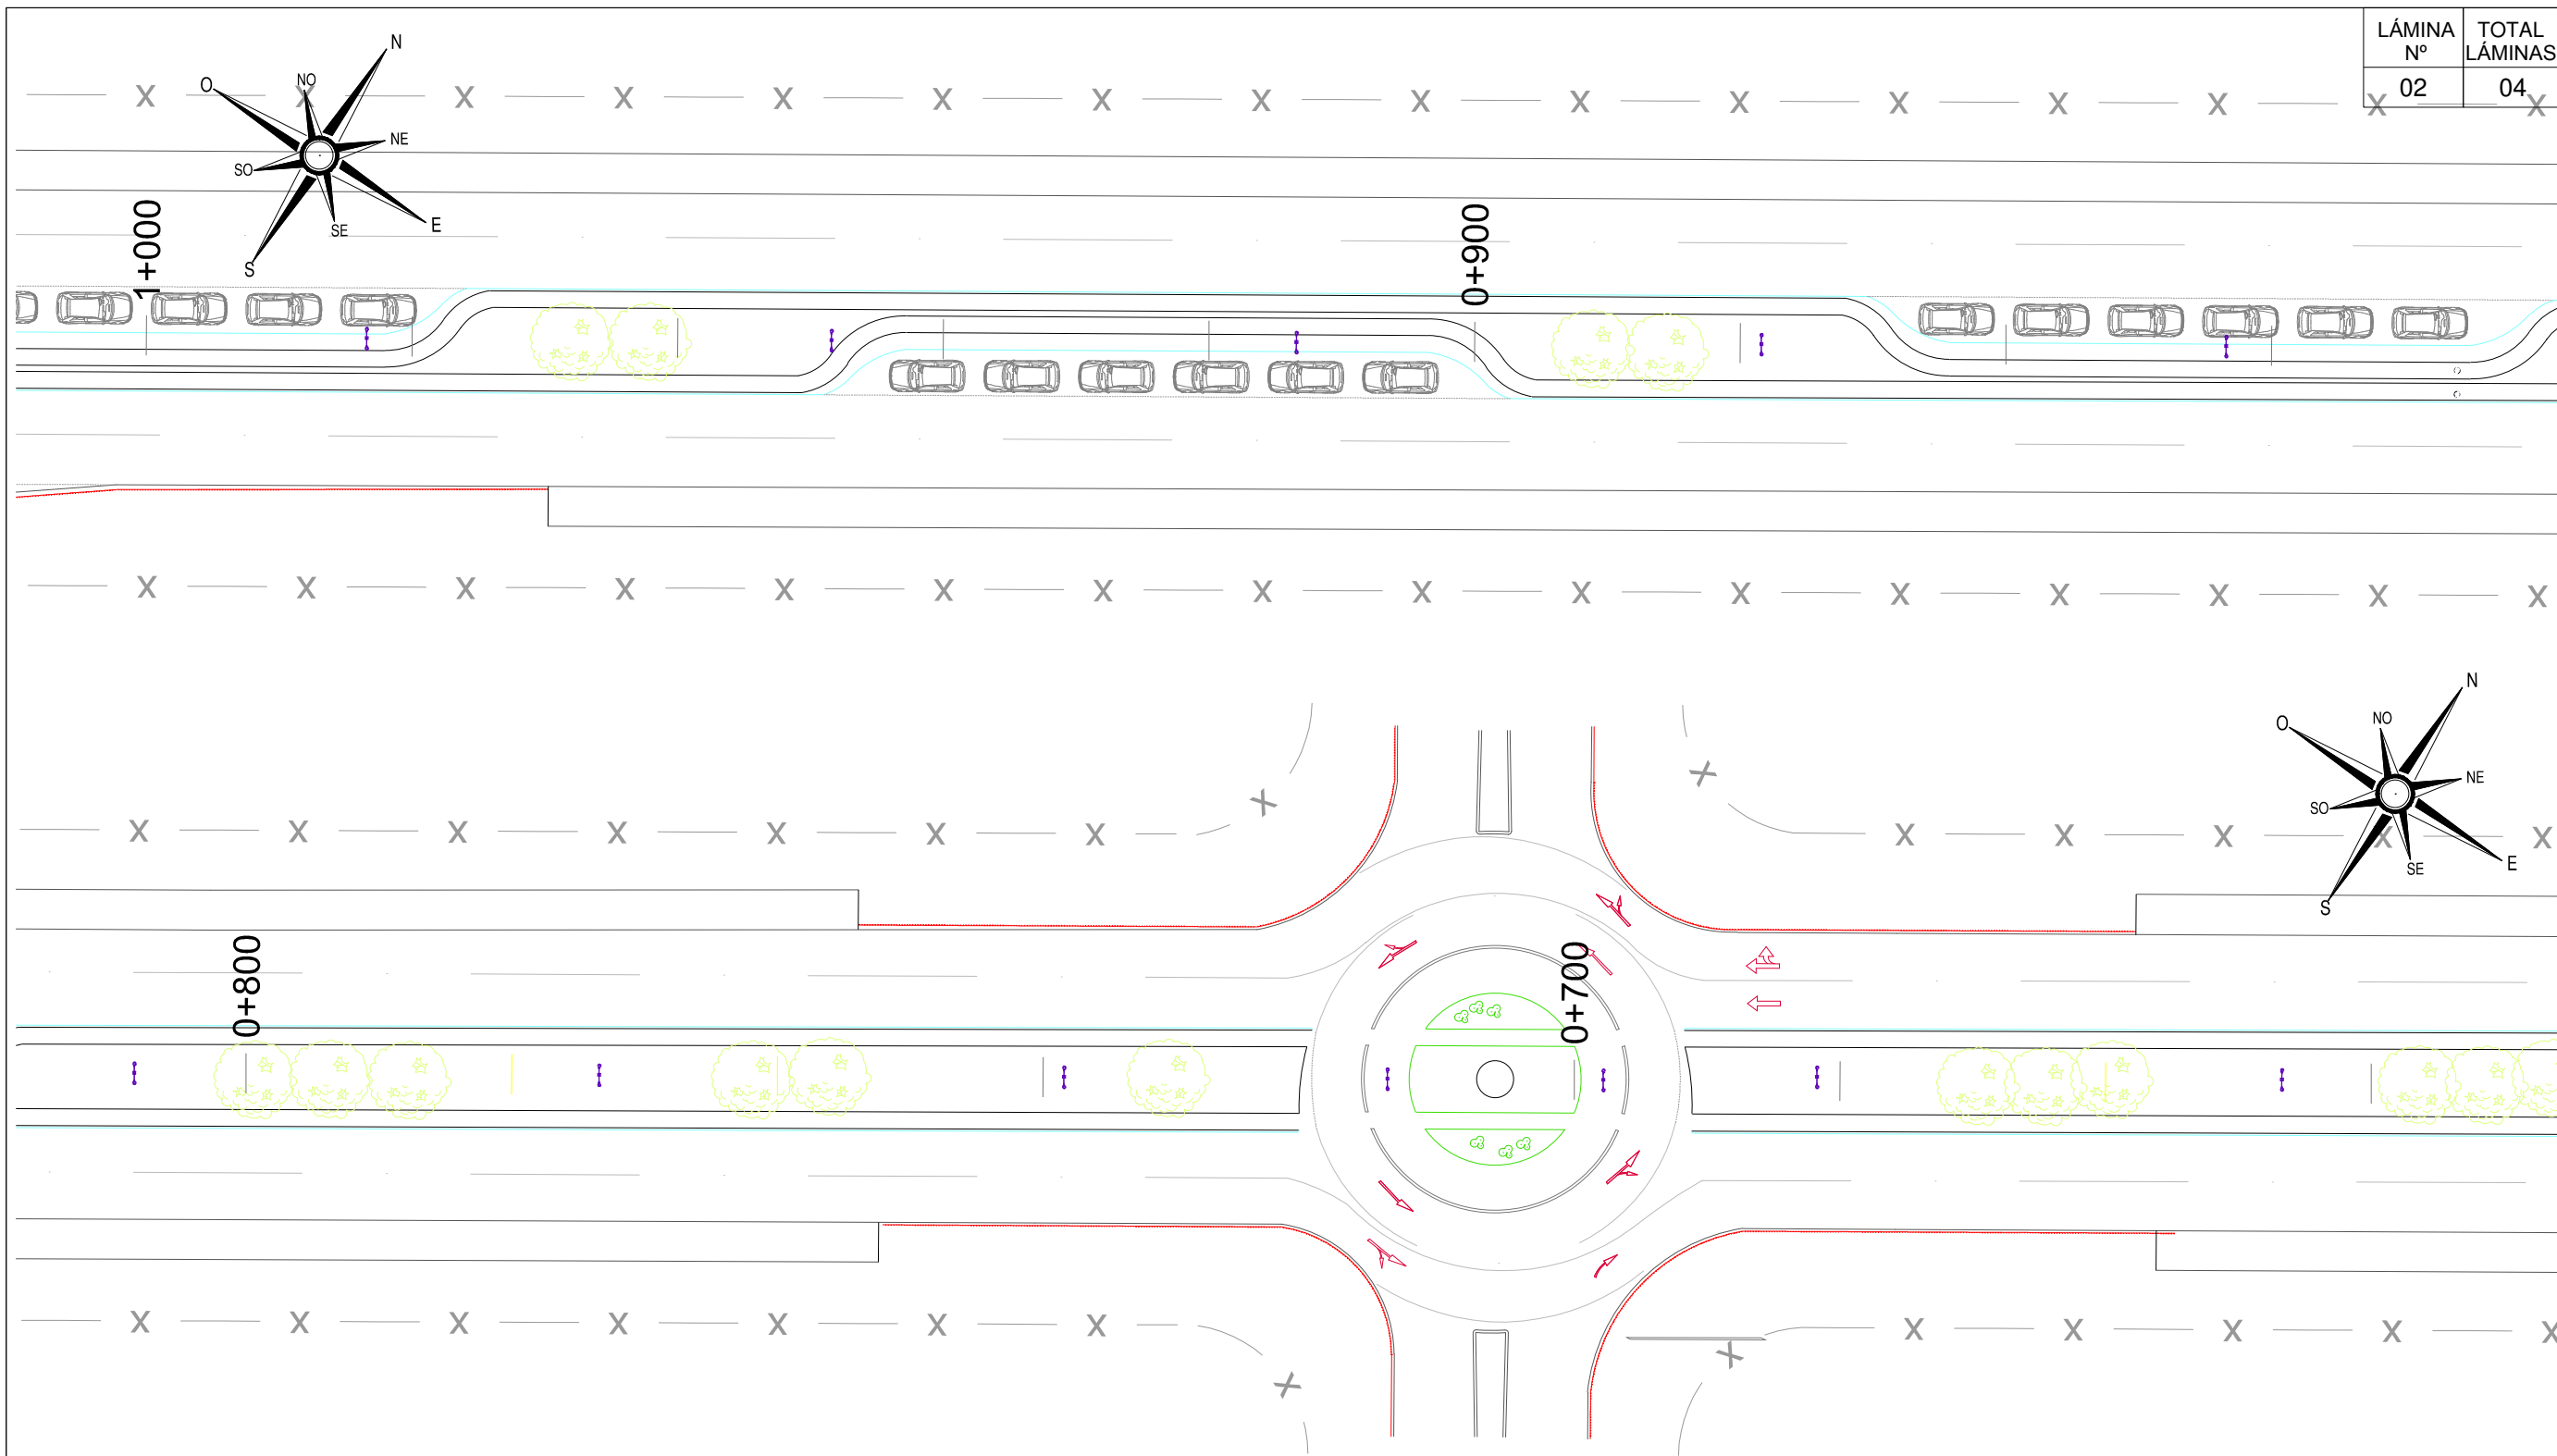 LÁMINA Nº
TOTAL LÁMINAS
02
04
N
NO
O
NE
SO
SE
E
S
1+000
0+900
X X X X X X X X X X X X X X X X
X X X X X X X X X X X X X X X X
N
NO
O
NE
SO
SE
E
S
X X
X X X X X X X X X X X X
0+800
0+700
X X X X X X X X X X X X
X X